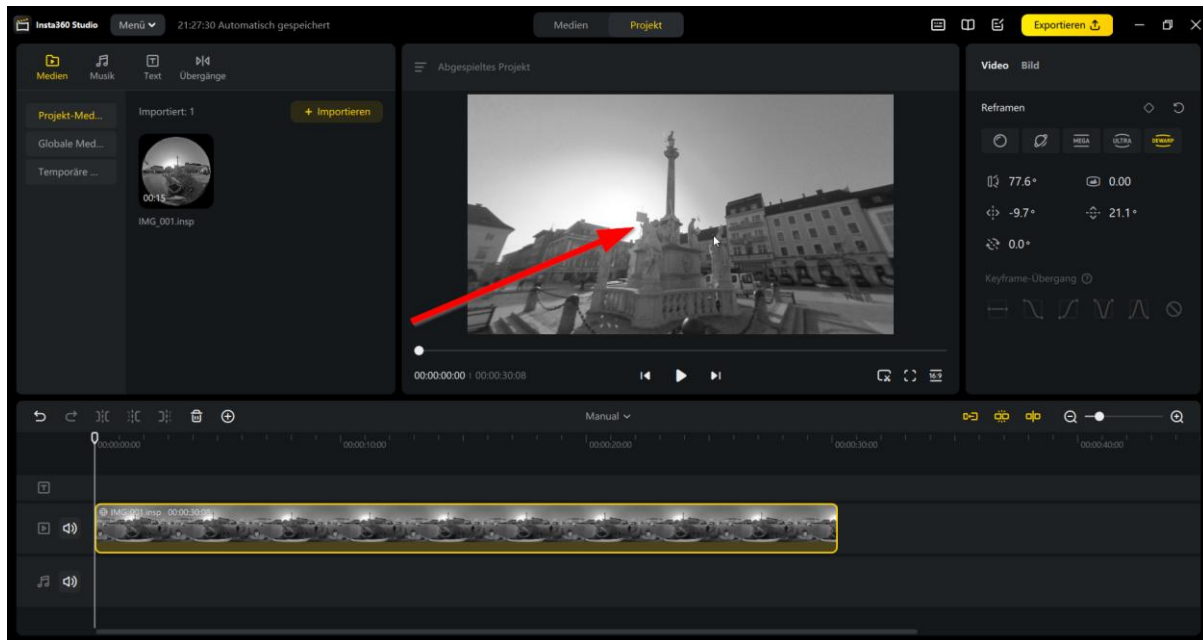 Insta360 Studio Menü 21:27:30 Automatisch gespeichert Medien Projekt Exportieren
Medien Musik Text Übergänge
Projekt-Med...
Globale Med...
Temporäre ...
Importiert: 1 + Importieren
00:15
IMG_001.insp
Abgespieltes Projekt
00:00:00:00 | 00:00:30:08
16:9
Video Bild
Reframen
MEGA ULTRA DEWARP
77.6° 0.00
-9.7° 21.1°
0.0°
Keyframe-Übergang
Manual
00:00:00:00 00:00:10:00 00:00:20:00 00:00:30:00 00:00:40:00
T
IMG_001.insp 00:00:30:08